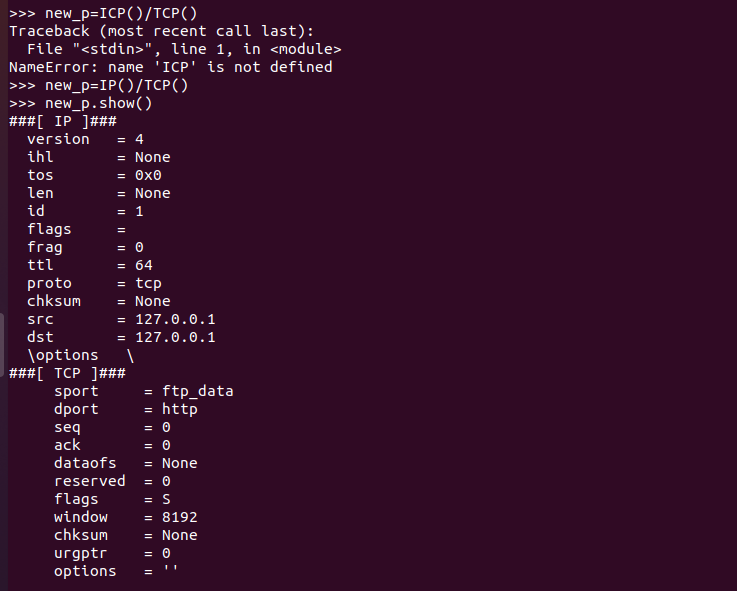 >>> new_p=ICP()/TCP()
Traceback (most recent call last):
  File "<stdin>", line 1, in <module>
NameError: name 'ICP' is not defined
>>> new_p=IP()/TCP()
>>> new_p.show()
###[ IP ]###
  version   = 4
  ihl       = None
  tos       = 0x0
  len       = None
  id        = 1
  flags     =
  frag      = 0
  ttl       = 64
  proto     = tcp
  chksum    = None
  src       = 127.0.0.1
  dst       = 127.0.0.1
  \options   \
###[ TCP ]###
     sport     = ftp_data
     dport     = http
     seq       = 0
     ack       = 0
     dataofs   = None
     reserved  = 0
     flags     = S
     window    = 8192
     chksum    = None
     urgptr    = 0
     options   = ''